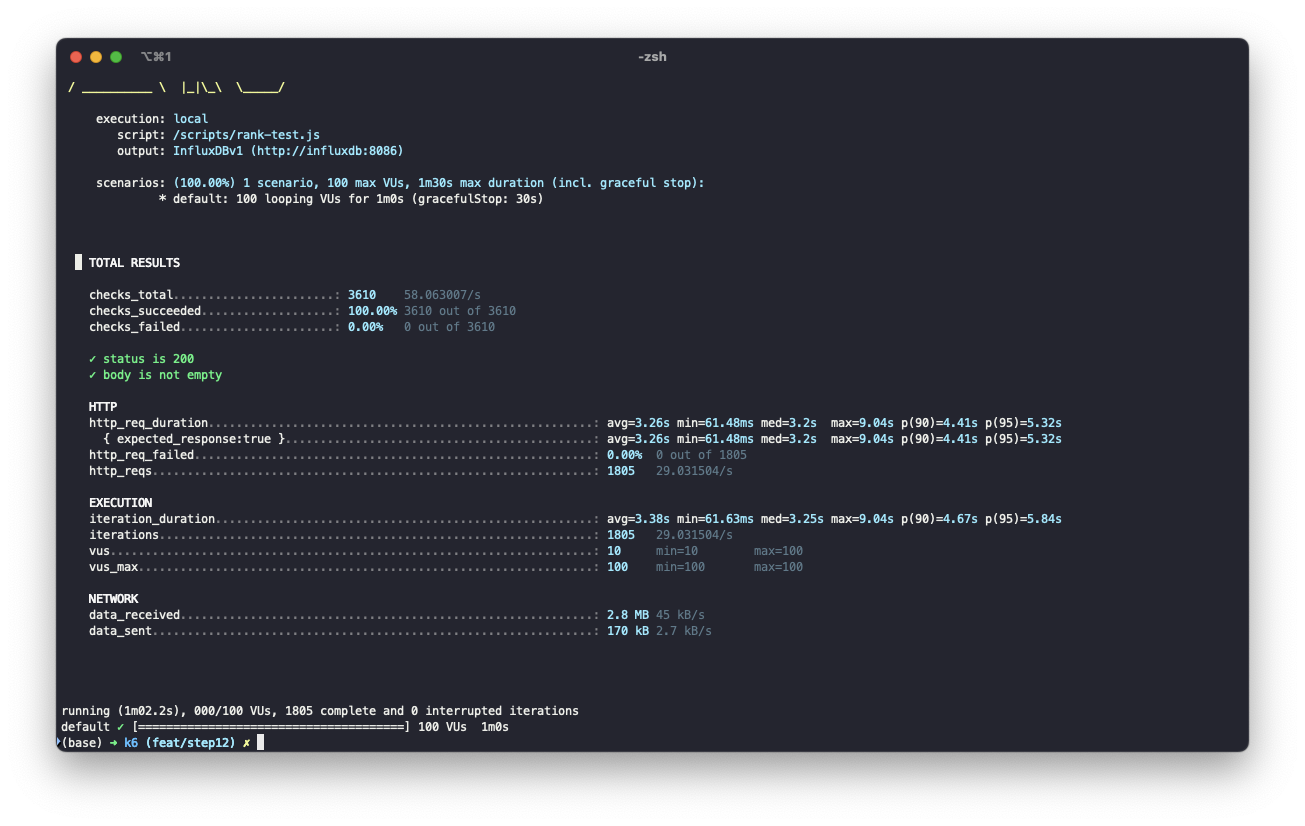 ⌥⌘1
-zsh
/ __________ \  |_|\_\  \_____/
execution: local
script: /scripts/rank-test.js
output: InfluxDBv1 (http://influxdb:8086)
scenarios: (100.00%) 1 scenario, 100 max VUs, 1m30s max duration (incl. graceful stop):
* default: 100 looping VUs for 1m0s (gracefulStop: 30s)
█ TOTAL RESULTS
checks_total.......................: 3610    58.063007/s
checks_succeeded...................: 100.00% 3610 out of 3610
checks_failed......................: 0.00%   0 out of 3610
✓ status is 200
✓ body is not empty
HTTP
http_req_duration.......................................................: avg=3.26s min=61.48ms med=3.2s  max=9.04s p(90)=4.41s p(95)=5.32s
{ expected_response:true }............................................: avg=3.26s min=61.48ms med=3.2s  max=9.04s p(90)=4.41s p(95)=5.32s
http_req_failed.........................................................: 0.00%  0 out of 1805
http_reqs...............................................................: 1805   29.031504/s
EXECUTION
iteration_duration......................................................: avg=3.38s min=61.63ms med=3.25s max=9.04s p(90)=4.67s p(95)=5.84s
iterations..............................................................: 1805   29.031504/s
vus.....................................................................: 10     min=10        max=100
vus_max.................................................................: 100    min=100       max=100
NETWORK
data_received...........................................................: 2.8 MB 45 kB/s
data_sent...............................................................: 170 kB 2.7 kB/s
running (1m02.2s), 000/100 VUs, 1805 complete and 0 interrupted iterations
default ✓ [======================================] 100 VUs  1m0s
(base) ➜ k6 (feat/step12) ✗